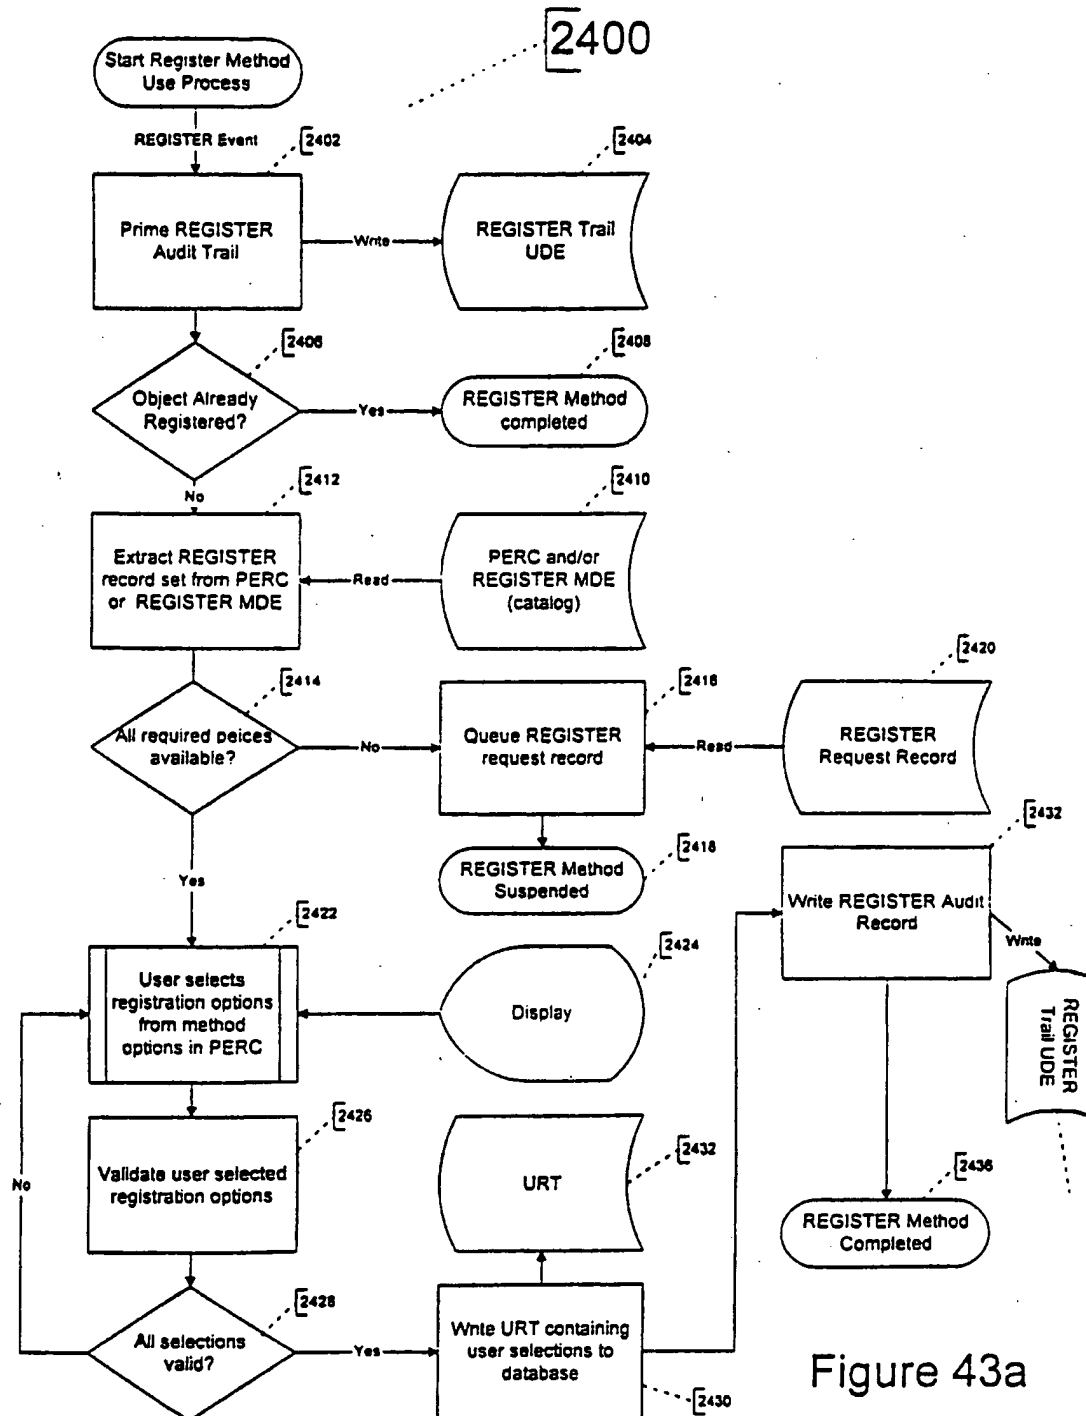 2400
Start Register Method
Use Process
REGISTER Event
2402
2404
Prime REGISTER
Audit Trail
Write
REGISTER Trail
UDE
2406
2408
Object Already
Registered?
Yes
REGISTER Method
completed
No
2412
2410
Extract REGISTER
record set from PERC
or REGISTER MDE
Read
PERC and/or
REGISTER MDE
(catalog)
2414
2416
2420
All required peices
available?
No
Queue REGISTER
request record
Read
REGISTER
Request Record
2418
REGISTER Method
Suspended
2432
Write REGISTER Audit
Record
Write
REGISTER
Trail UDE
Yes
2422
2424
User selects
registration options
from method
options in PERC
Display
2426
2432
Validate user selected
registration options
URT
No
2436
REGISTER Method
Completed
2428
All selections
valid?
Yes
Write URT containing
user selections to
database
2430
Figure 43a